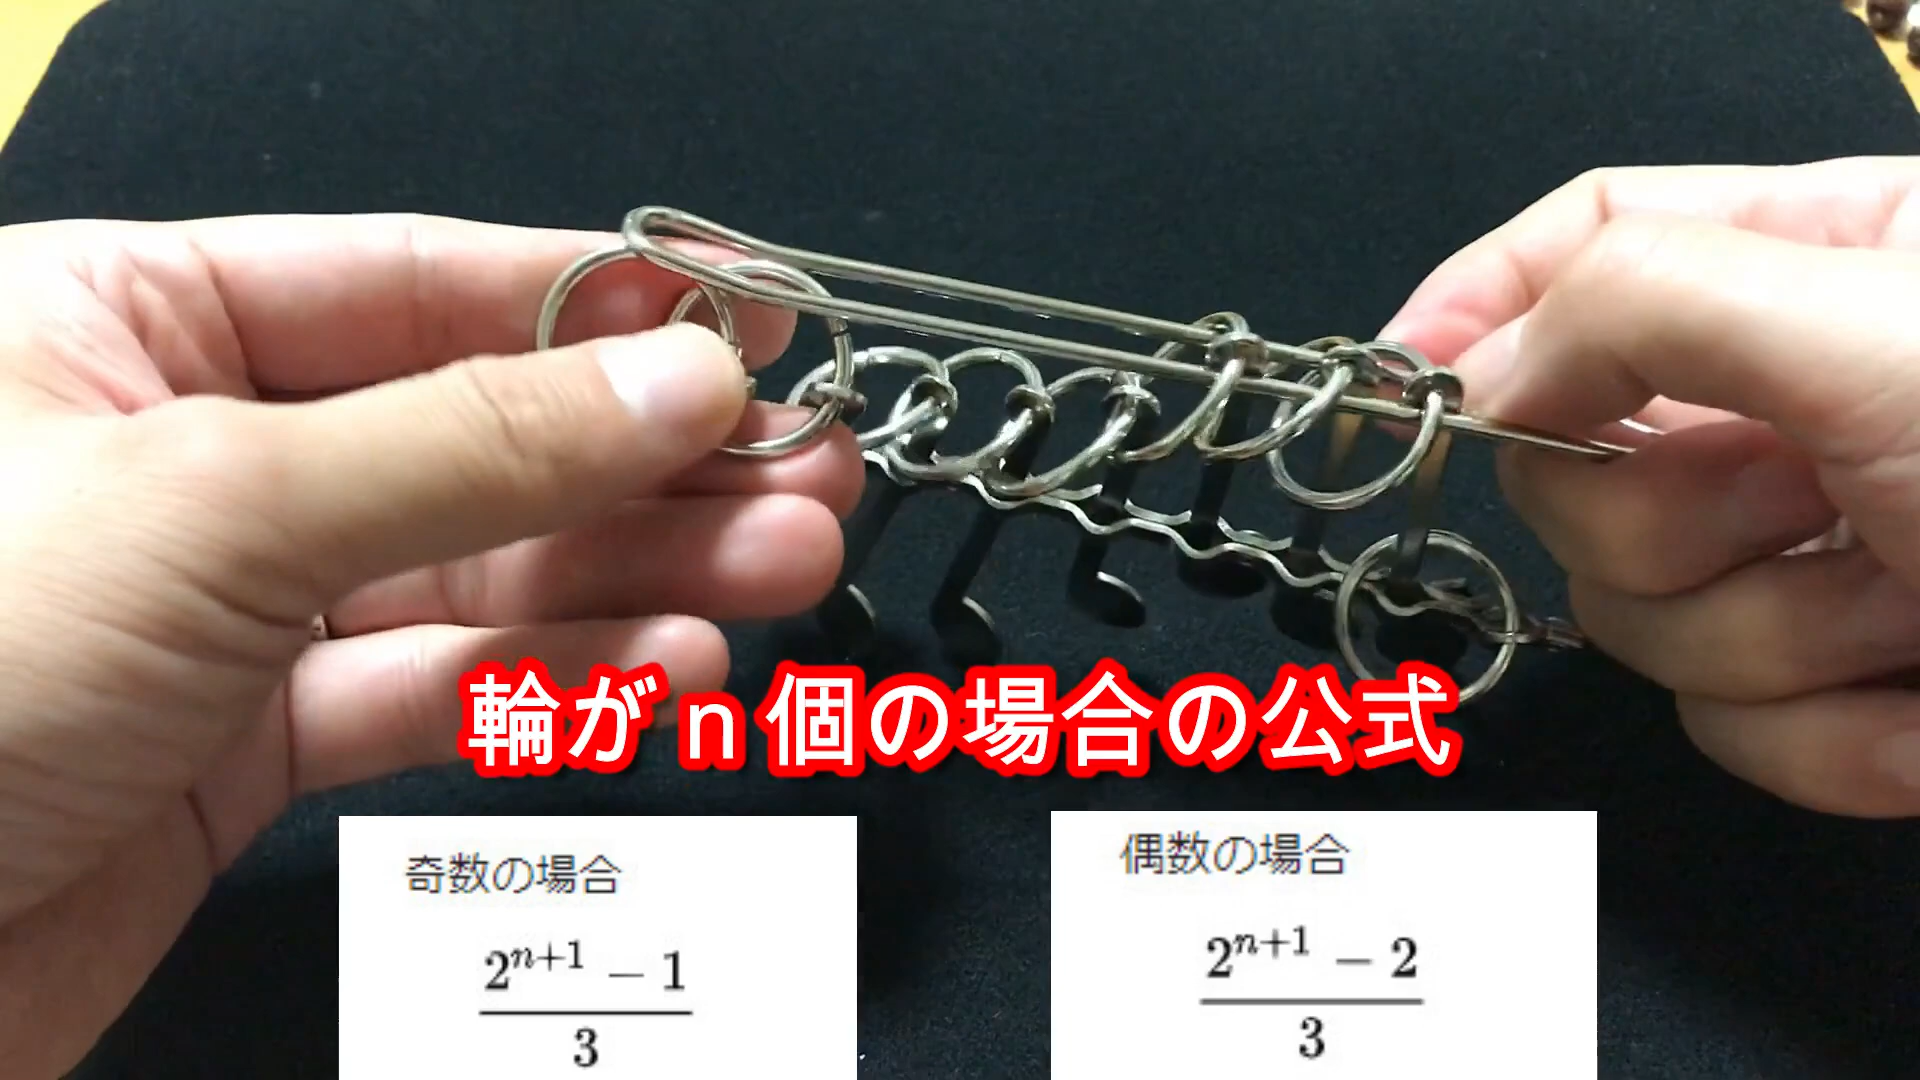 輪がｎ個の場合の公式
奇数の場合
2^{n+1} − 1
3
偶数の場合
2^{n+1} − 2
3